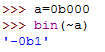 >>> a=0b000
>>> bin(~a)
'-0b1'